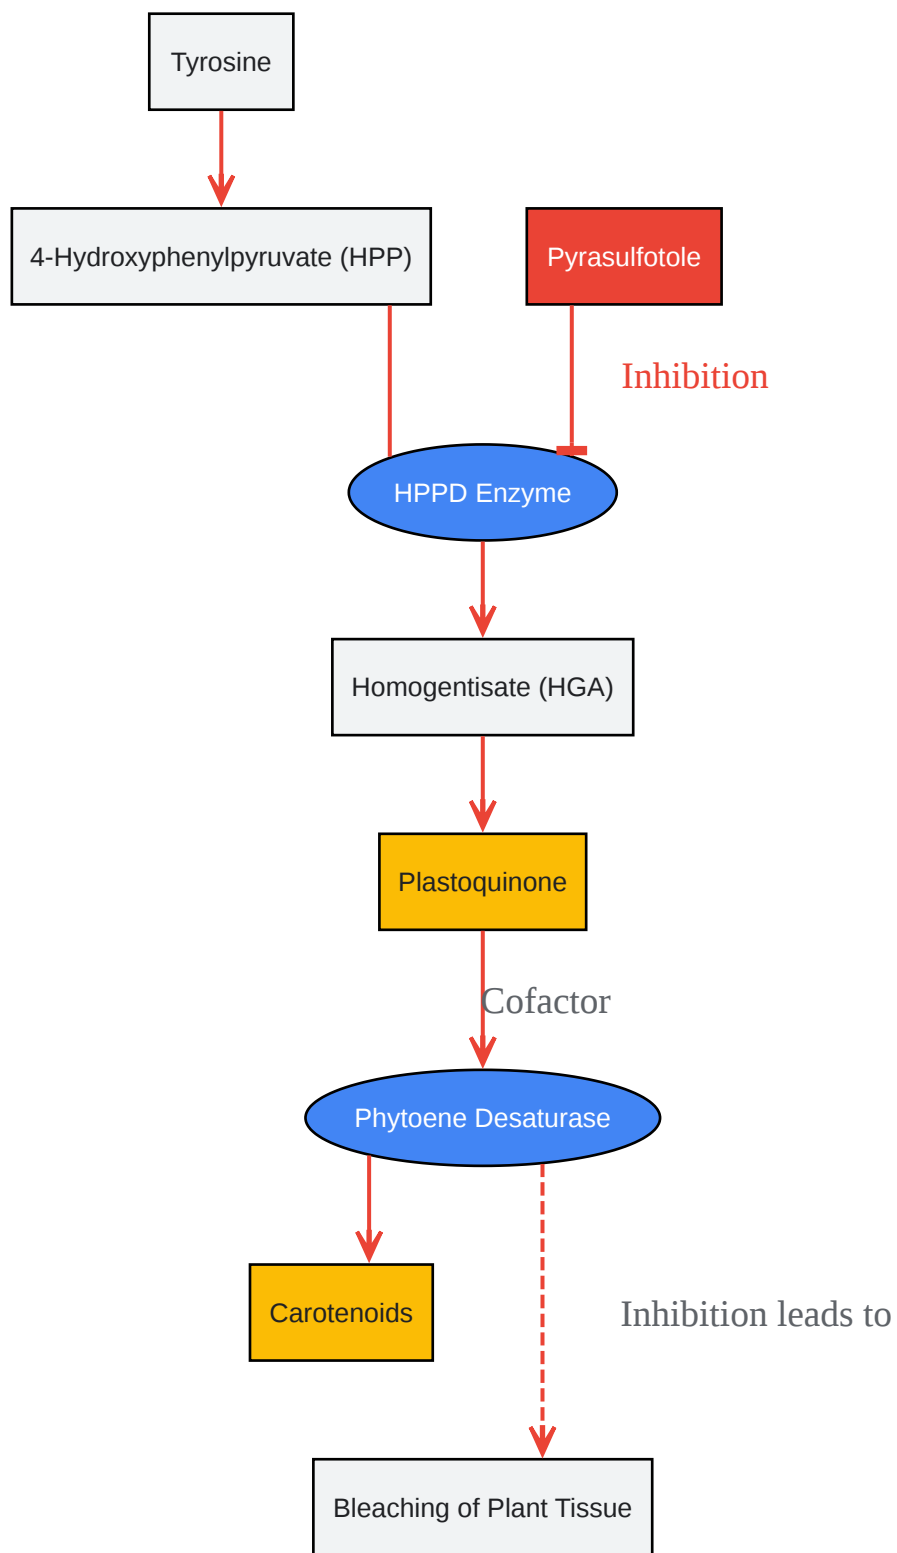 Tyrosine
4-Hydroxyphenylpyruvate (HPP)
Pyrasulfotole
Inhibition
HPPD Enzyme
Homogentisate (HGA)
Plastoquinone
Cofactor
Phytoene Desaturase
Carotenoids
Inhibition leads to
Bleaching of Plant Tissue